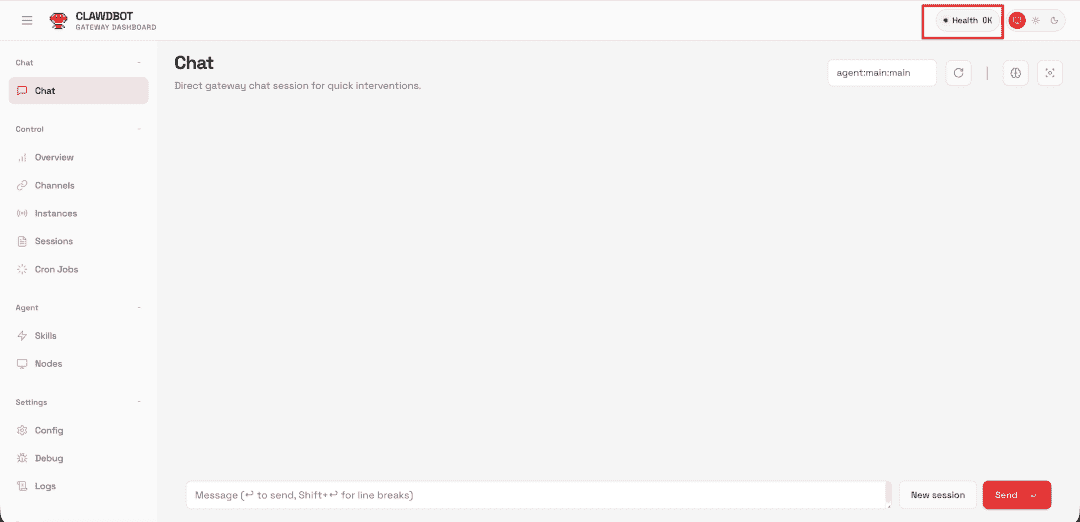 CLAWDBOT
GATEWAY DASHBOARD
Health OK
Chat
Chat
Control
Overview
Channels
Instances
Sessions
Cron Jobs
Agent
Skills
Nodes
Settings
Config
Debug
Logs
Chat
Direct gateway chat session for quick interventions.
agent:main:main
Message (↩ to send, Shift+↩ for line breaks)
New session
Send ↵